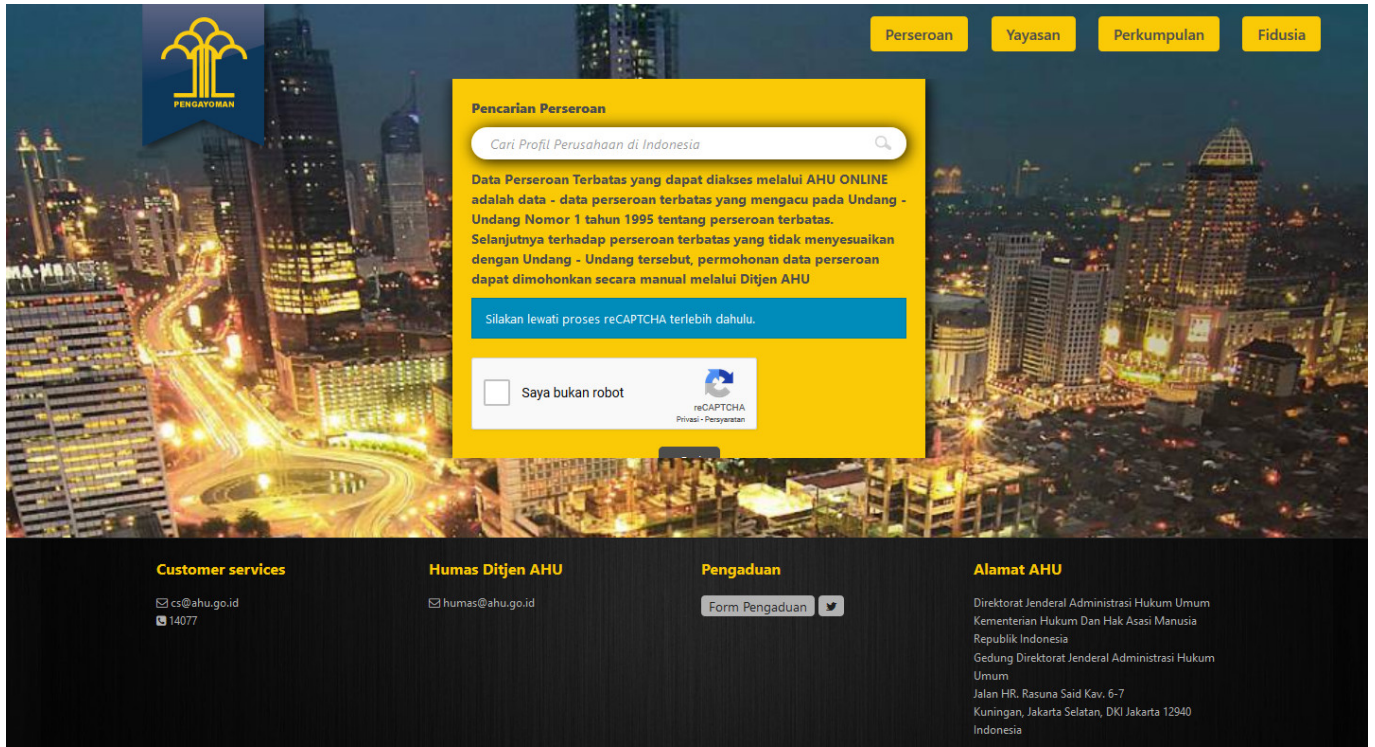 PENGAYOMAN
Perseroan
Yayasan
Perkumpulan
Fidusia
Pencarian Perseroan
Cari Profil Perusahaan di Indonesia
Data Perseroan Terbatas yang dapat diakses melalui AHU ONLINE
adalah data - data perseroan terbatas yang mengacu pada Undang -
Undang Nomor 1 tahun 1995 tentang perseroan terbatas.
Selanjutnya terhadap perseroan terbatas yang tidak menyesuaikan
dengan Undang - Undang tersebut, permohonan data perseroan
dapat dimohonkan secara manual melalui Ditjen AHU
Silakan lewati proses reCAPTCHA terlebih dahulu.
Saya bukan robot
reCAPTCHA
Privasi - Persyaratan
Customer services
cs@ahu.go.id
14077
Humas Ditjen AHU
humas@ahu.go.id
Pengaduan
Form Pengaduan
Alamat AHU
Direktorat Jenderal Administrasi Hukum Umum
Kementerian Hukum Dan Hak Asasi Manusia
Republik Indonesia
Gedung Direktorat Jenderal Administrasi Hukum
Umum
Jalan HR. Rasuna Said Kav. 6-7
Kuningan, Jakarta Selatan, DKI Jakarta 12940
Indonesia